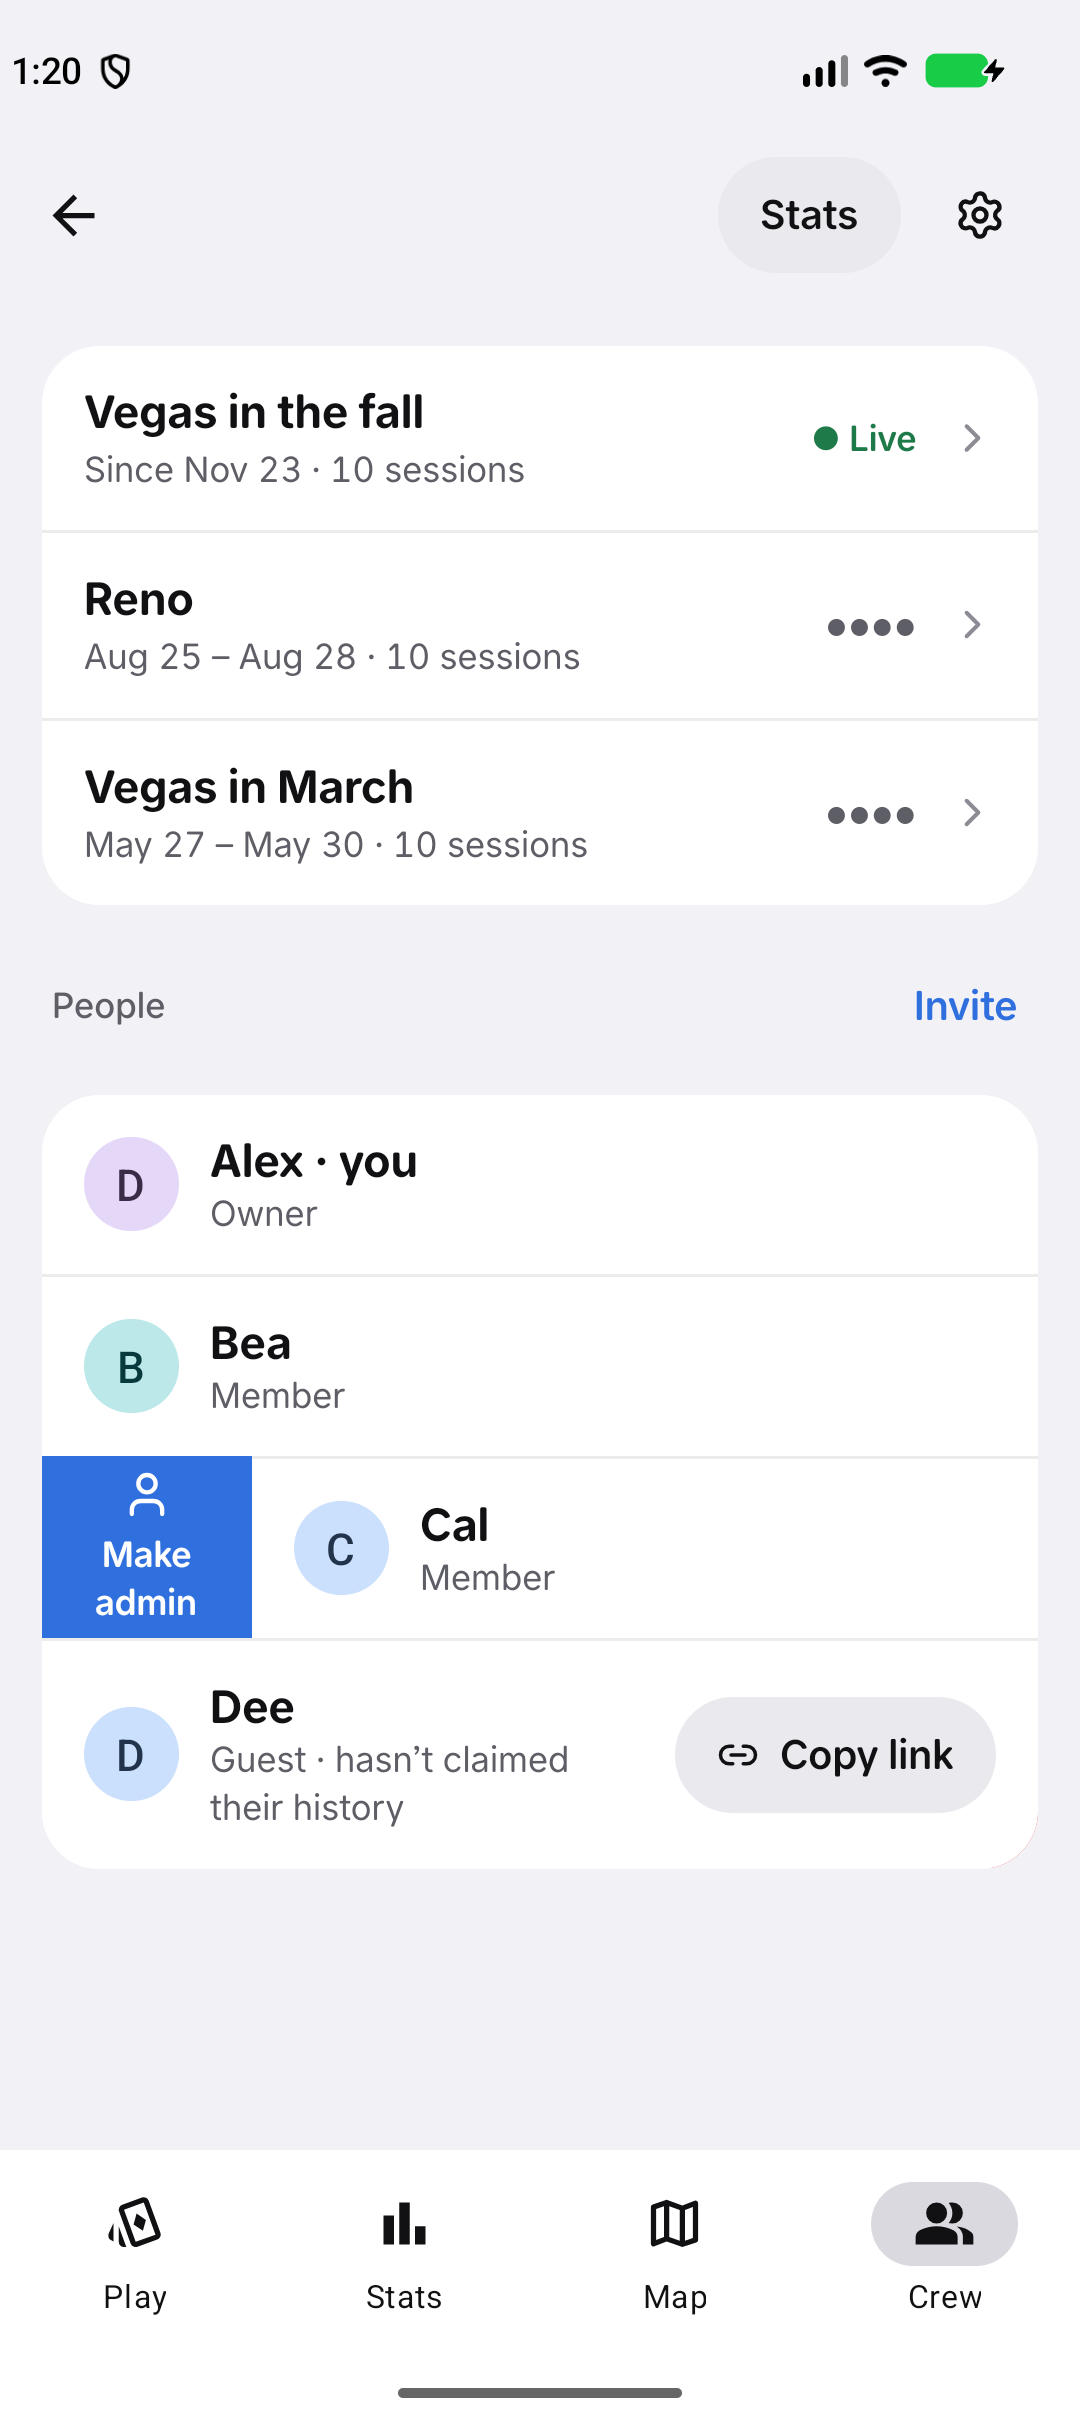 1:20
Stats
Vegas in the fall
Since Nov 23 · 10 sessions
Live
Reno
Aug 25 – Aug 28 · 10 sessions
Vegas in March
May 27 – May 30 · 10 sessions
People
Invite
D
Alex · you
Owner
B
Bea
Member
Make
admin
C
Cal
Member
D
Dee
Guest · hasn’t claimed
their history
Copy link
Play
Stats
Map
Crew